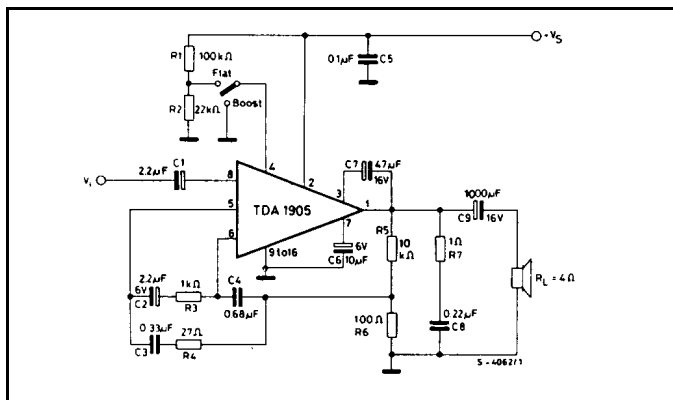 R1
100kΩ
Flat
R2
22kΩ
Boost
0.1µF
C5
+VS
2.2µF
C1
Vi
8
4
2
5
TDA 1905
6
3
1
7
9 to16
C7
47µF
16V
1000µF
C9
16V
6V
C6 10µF
R5
10
kΩ
1Ω
R7
RL = 4Ω
2.2µF
6V
C2
1kΩ
R3
C4
0.68µF
0.33µF
C3
27Ω
R4
100Ω
R6
0.22µF
C8
S-4062/1